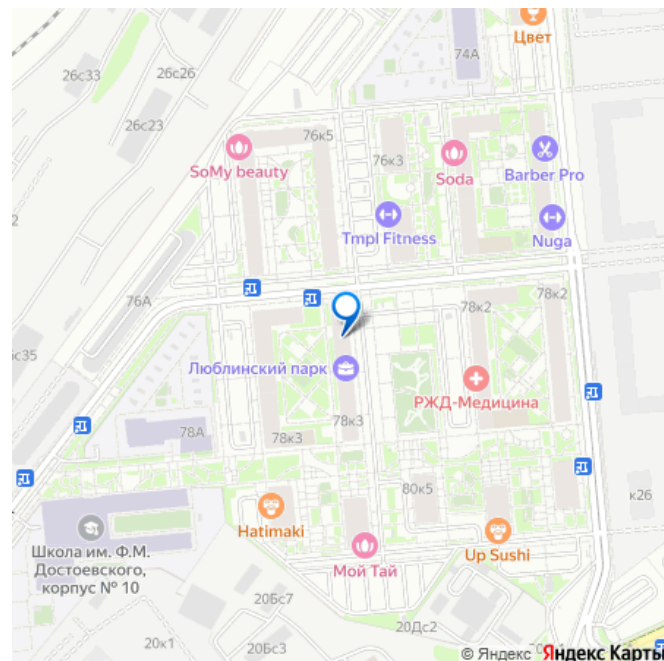 Цвет
26с33
26с26
74А
26с23
76к5
SoMy beauty
76к3
Soda
Barber Pro
Tmpl Fitness
Nuga
76А
78к2
78к2
с35
Люблинский парк
РЖД-Медицина
78А
78к3
78к3
80к5
к26
Hatimaki
Up Sushi
Школа им. Ф.М.
Достоевского,
корпус № 10
Мой Тай
20Бс7
20Дс2
20к1
20Бс3
© Яндекс Яндекс Карты